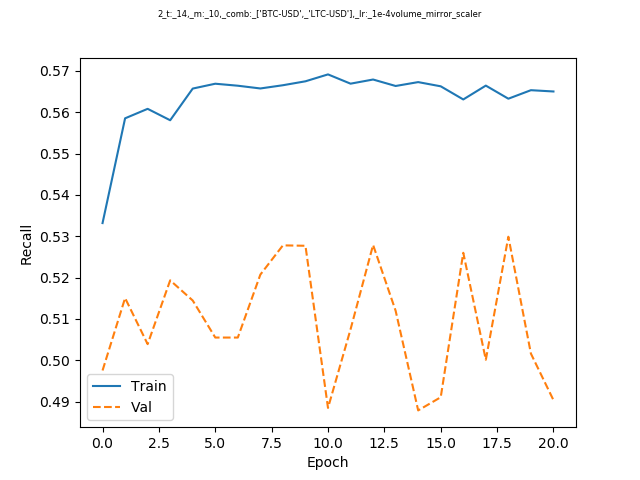 2_t:_14,_m:_10,_comb:_['BTC-USD',_'LTC-USD'],_lr:_1e-4volume_mirror_scaler
0.57
0.56
0.55
0.54
0.53
0.52
0.51
0.50
0.49
Recall
Train
Val
0.0 2.5 5.0 7.5 10.0 12.5 15.0 17.5 20.0
Epoch